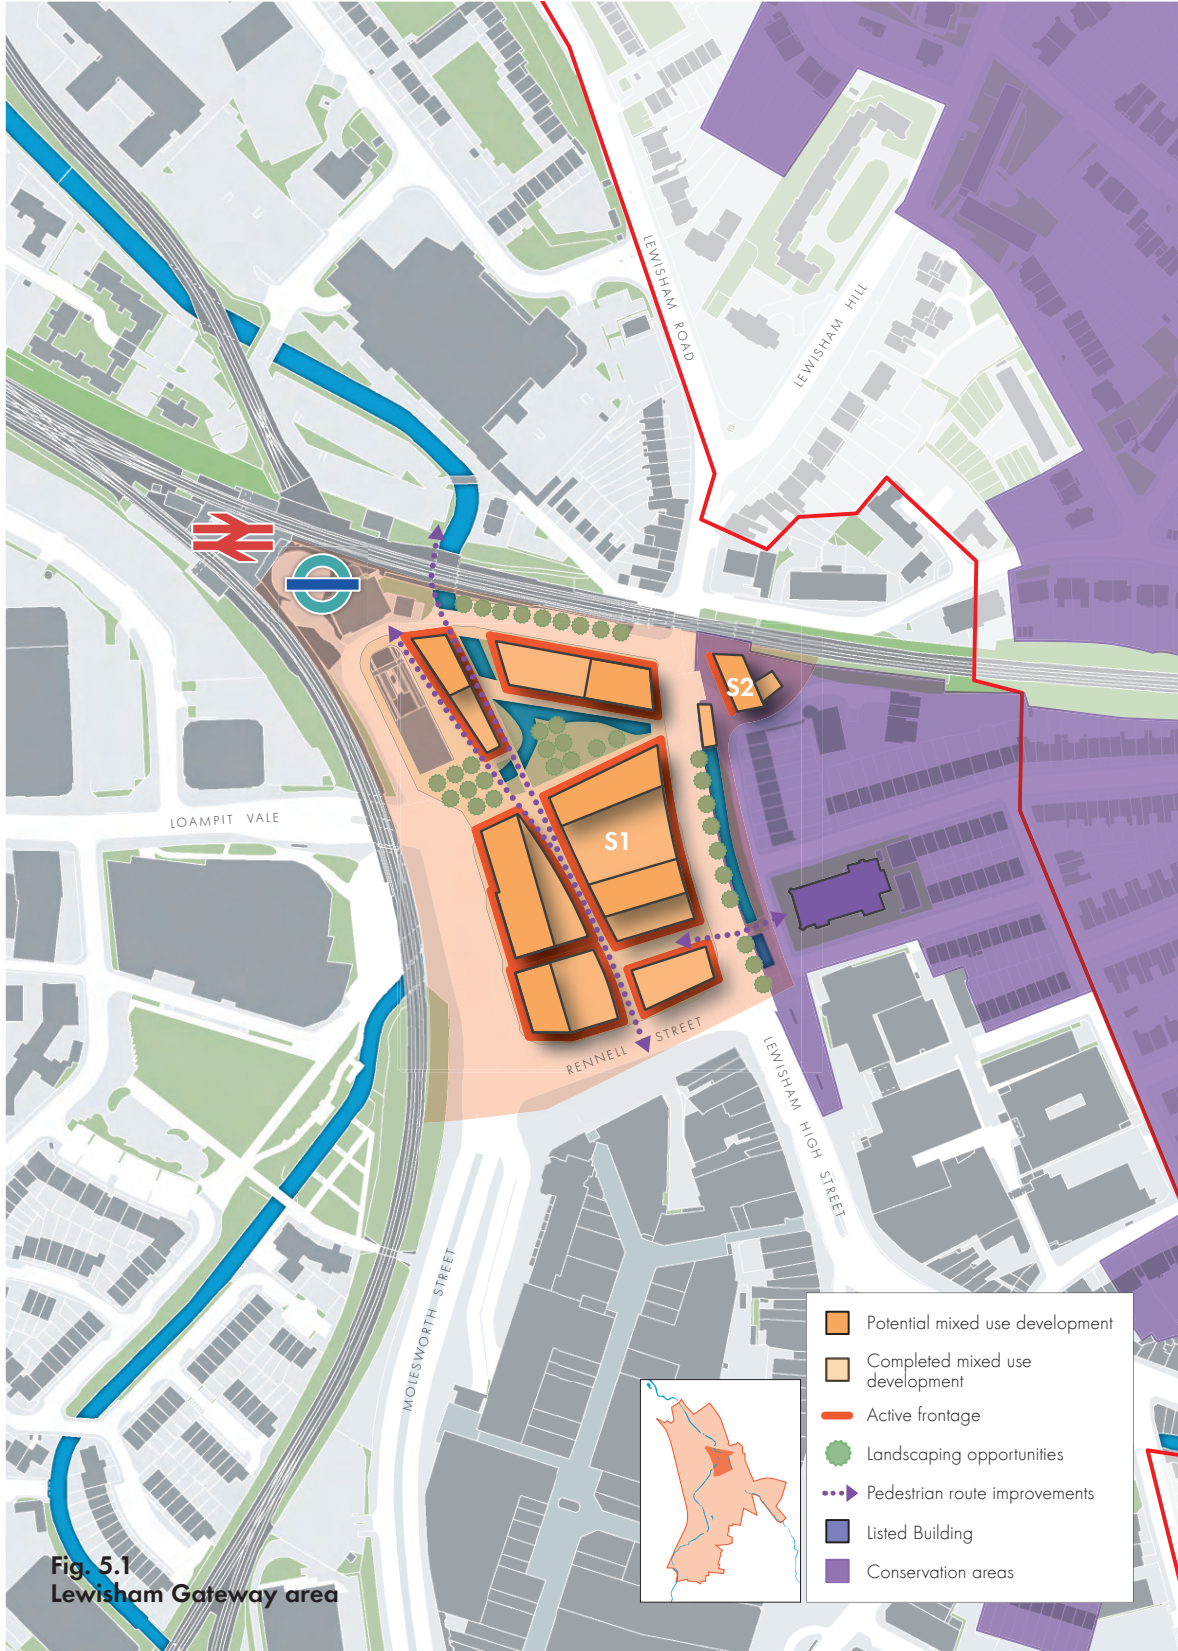 LEWISHAM ROAD
LEWISHAM HILL
S2
LOAMPIT VALE
S1
RENNELL STREET
LEWISHAM HIGH STREET
MOLESWORTH STREET
Potential mixed use development
Completed mixed use
development
Active frontage
Landscaping opportunities
Pedestrian route improvements
Listed Building
Conservation areas
Fig. 5.1
Lewisham Gateway area